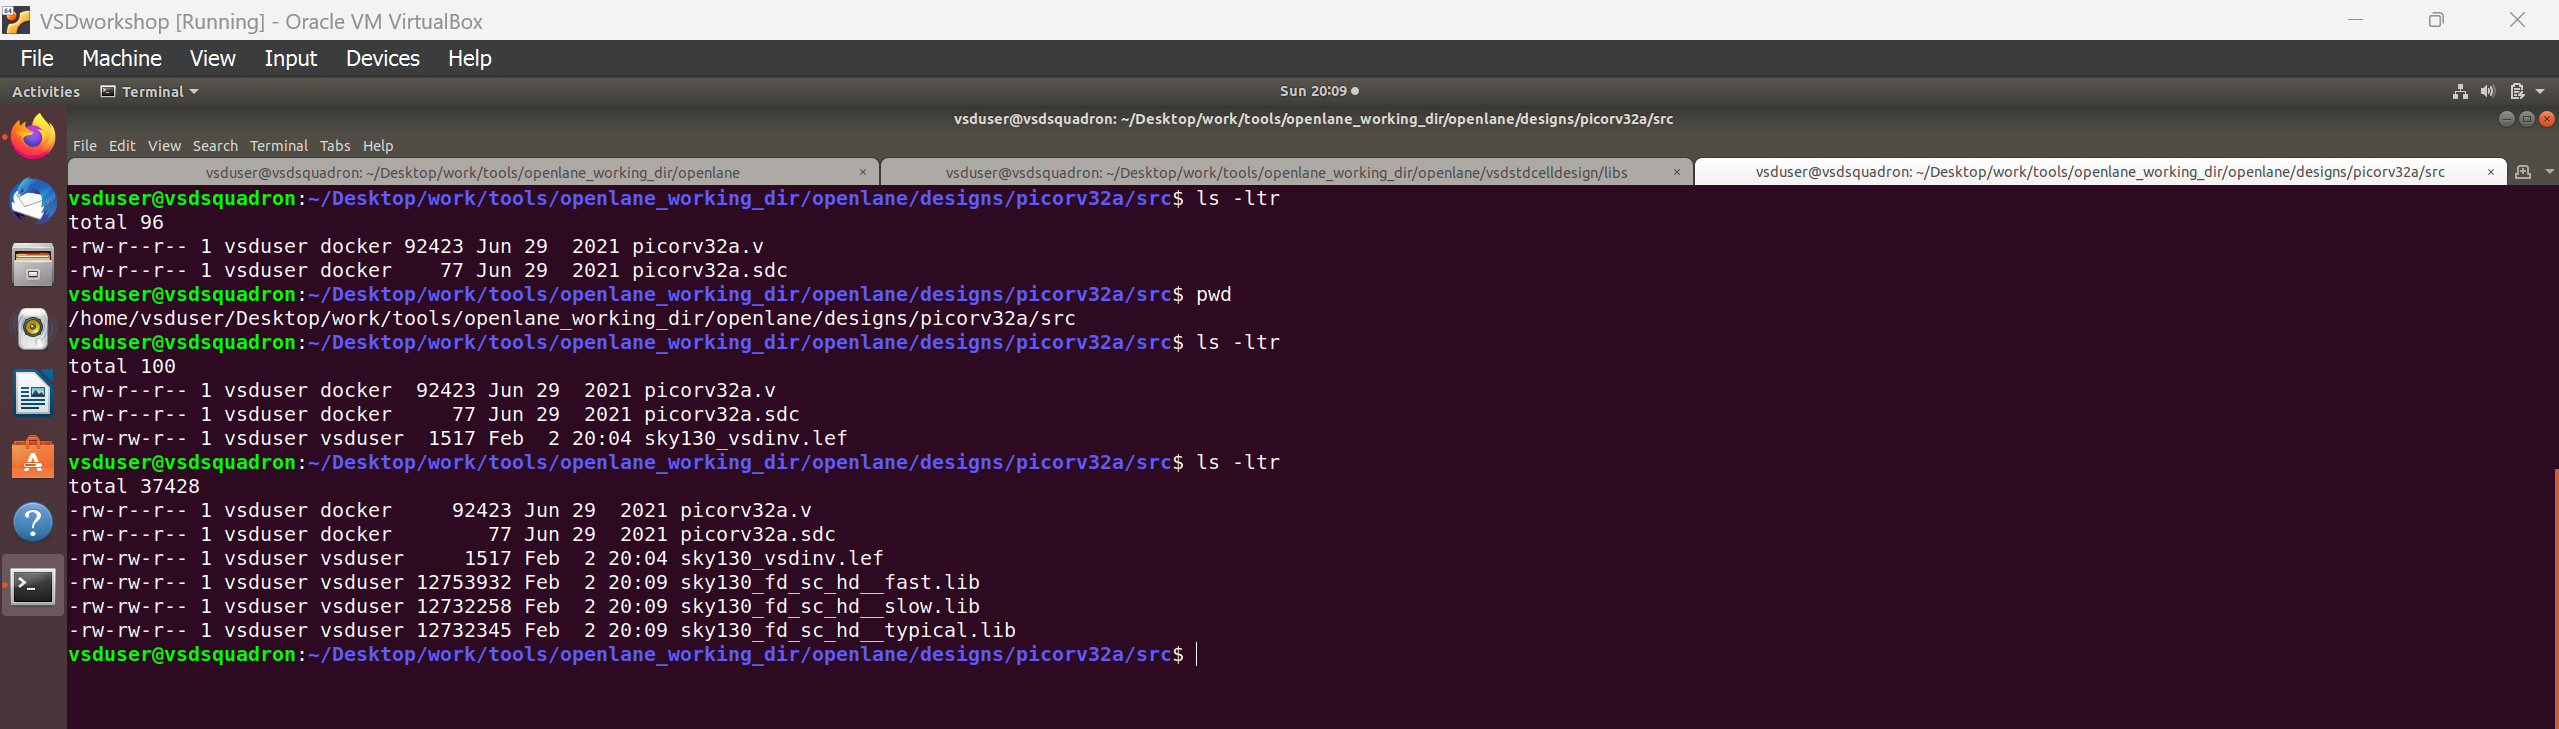 VSDworkshop [Running] - Oracle VM VirtualBox
File Machine View Input Devices Help
Activities Terminal Sun 20:09
vsduser@vsdsquadron: ~/Desktop/work/tools/openlane_working_dir/openlane/designs/picorv32a/src
File Edit View Search Terminal Tabs Help
vsduser@vsdsquadron: ~/Desktop/work/tools/openlane_working_dir/openlane × vsduser@vsdsquadron: ~/Desktop/work/tools/openlane_working_dir/openlane/vsdstdcelldesign/libs × vsduser@vsdsquadron: ~/Desktop/work/tools/openlane_working_dir/openlane/designs/picorv32a/src ×
vsduser@vsdsquadron:~/Desktop/work/tools/openlane_working_dir/openlane/designs/picorv32a/src$ ls -ltr
total 96
-rw-r--r-- 1 vsduser docker 92423 Jun 29  2021 picorv32a.v
-rw-r--r-- 1 vsduser docker    77 Jun 29  2021 picorv32a.sdc
vsduser@vsdsquadron:~/Desktop/work/tools/openlane_working_dir/openlane/designs/picorv32a/src$ pwd
/home/vsduser/Desktop/work/tools/openlane_working_dir/openlane/designs/picorv32a/src
vsduser@vsdsquadron:~/Desktop/work/tools/openlane_working_dir/openlane/designs/picorv32a/src$ ls -ltr
total 100
-rw-r--r-- 1 vsduser docker  92423 Jun 29  2021 picorv32a.v
-rw-r--r-- 1 vsduser docker     77 Jun 29  2021 picorv32a.sdc
-rw-rw-r-- 1 vsduser vsduser  1517 Feb  2 20:04 sky130_vsdinv.lef
vsduser@vsdsquadron:~/Desktop/work/tools/openlane_working_dir/openlane/designs/picorv32a/src$ ls -ltr
total 37428
-rw-r--r-- 1 vsduser docker     92423 Jun 29  2021 picorv32a.v
-rw-r--r-- 1 vsduser docker        77 Jun 29  2021 picorv32a.sdc
-rw-rw-r-- 1 vsduser vsduser     1517 Feb  2 20:04 sky130_vsdinv.lef
-rw-rw-r-- 1 vsduser vsduser 12753932 Feb  2 20:09 sky130_fd_sc_hd__fast.lib
-rw-rw-r-- 1 vsduser vsduser 12732258 Feb  2 20:09 sky130_fd_sc_hd__slow.lib
-rw-rw-r-- 1 vsduser vsduser 12732345 Feb  2 20:09 sky130_fd_sc_hd__typical.lib
vsduser@vsdsquadron:~/Desktop/work/tools/openlane_working_dir/openlane/designs/picorv32a/src$